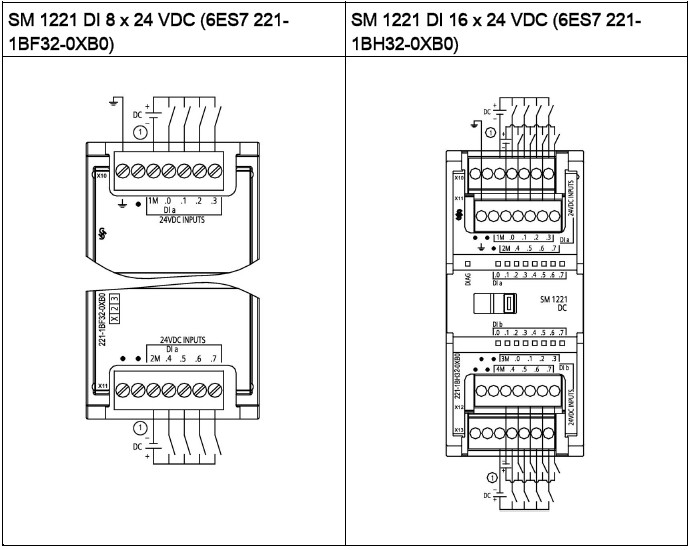 SM 1221 DI 8 x 24 VDC (6ES7 221-
1BF32-0XB0)
DC
+
−
1
X10
1M .0 .1 .2 .3
DI a
24VDC INPUTS
221-1BF32-0XB0
X 2 3
24VDC INPUTS
DI a
2M .4 .5 .6 .7
X11
1
−
DC
+
SM 1221 DI 16 x 24 VDC (6ES7 221-
1BH32-0XB0)
DC
+
−
1
X10
X11
24VDC INPUTS
1M .0 .1 .2 .3
DI a
2M .4 .5 .6 .7
DIAG
.0 .1 .2 .3 .4 .5 .6 .7
DI a
SM 1221
DC
DI b
.0 .1 .2 .3 .4 .5 .6 .7
221-1BH32-0XB0
3M .0 .1 .2 .3
4M .4 .5 .6 .7
DI b
24VDC INPUTS
X12
X13
1
DC
−
+